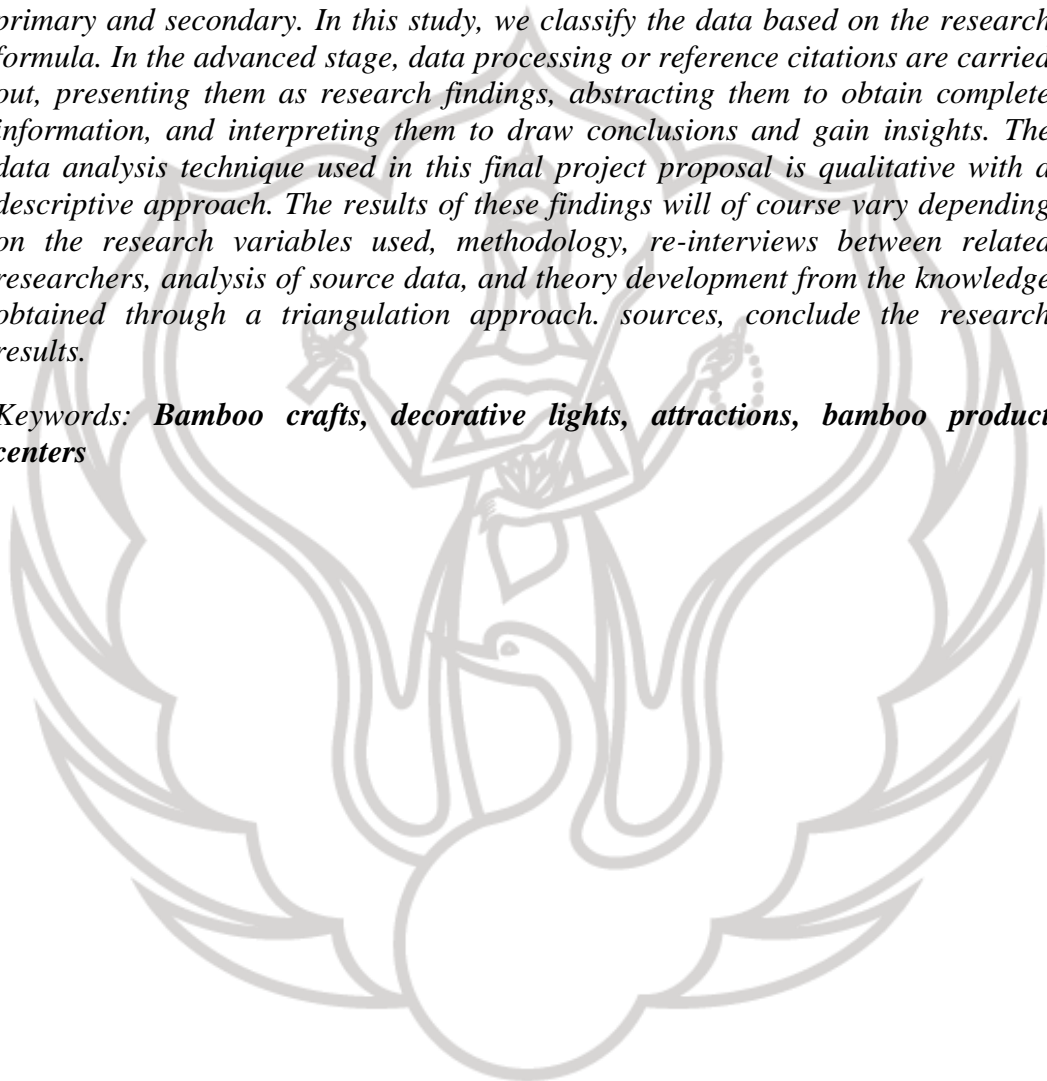 primary and secondary. In this study, we classify the data based on the research
formula. In the advanced stage, data processing or reference citations are carried
out, presenting them as research findings, abstracting them to obtain complete
information, and interpreting them to draw conclusions and gain insights. The
data analysis technique used in this final project proposal is qualitative with a
descriptive approach. The results of these findings will of course vary depending
on the research variables used, methodology, re-interviews between related
researchers, analysis of source data, and theory development from the knowledge
obtained through a triangulation approach. sources, conclude the research
results.
Keywords: Bamboo crafts, decorative lights, attractions, bamboo product
centers